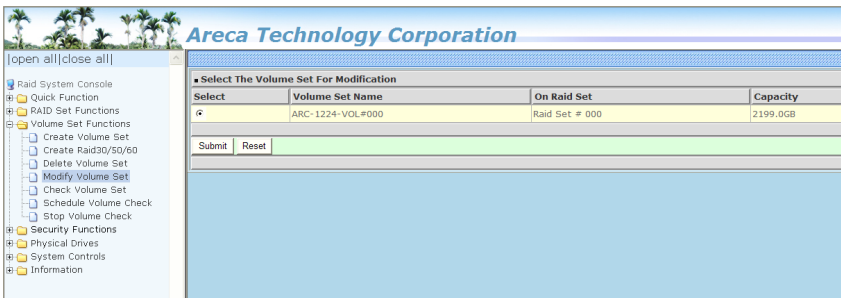 Areca Technology Corporation
|open all|close all|
Raid System Console
Quick Function
RAID Set Functions
Volume Set Functions
Create Volume Set
Create Raid30/50/60
Delete Volume Set
Modify Volume Set
Check Volume Set
Schedule Volume Check
Stop Volume Check
Security Functions
Physical Drives
System Controls
Information
Select The Volume Set For Modification
Select Volume Set Name On Raid Set Capacity
ARC-1224-VOL#000 Raid Set # 000 2199.0GB
Submit Reset